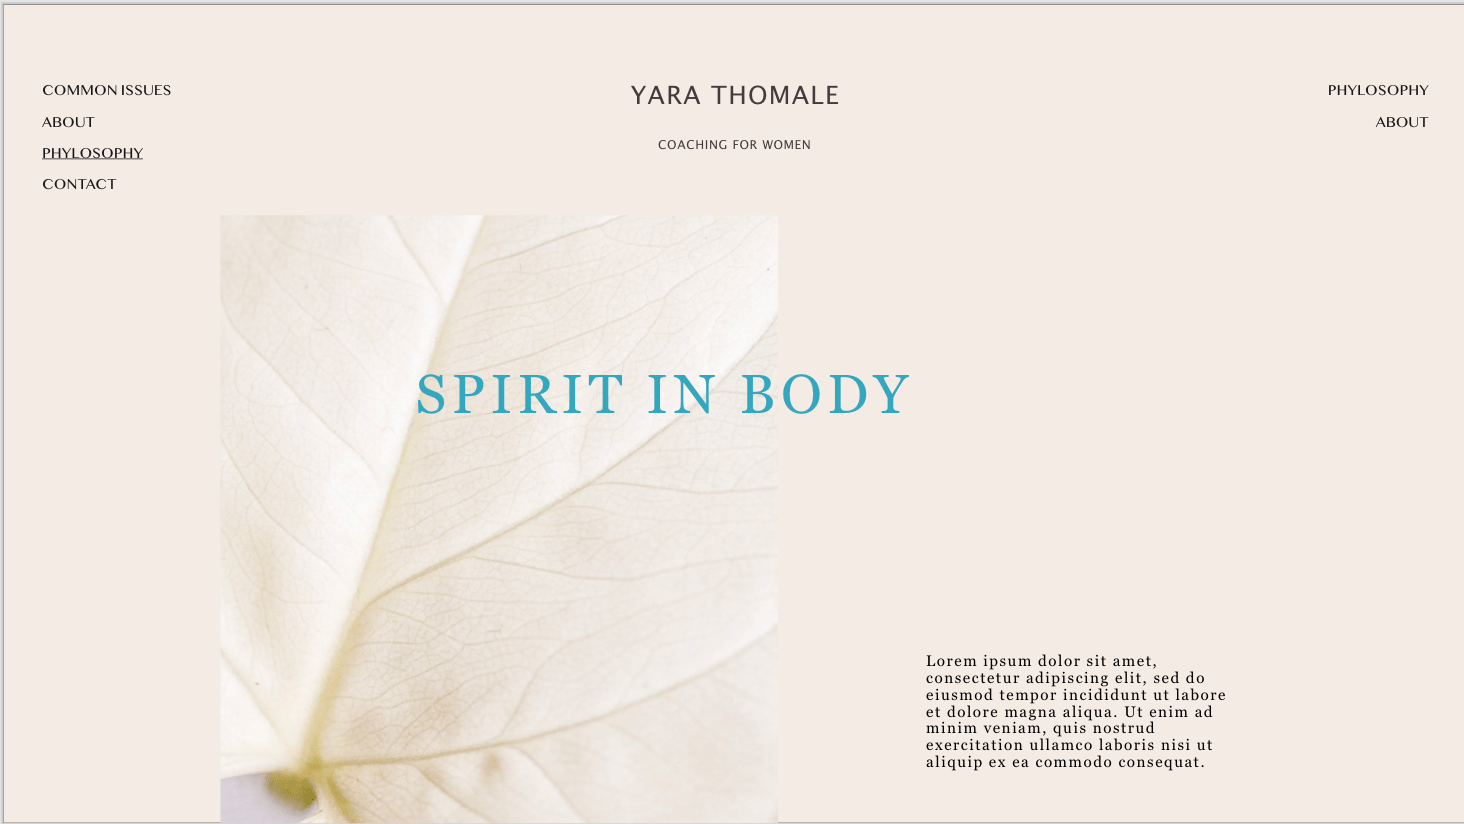 COMMON ISSUES
ABOUT
PHYLOSOPHY
CONTACT
YARA THOMALE
COACHING FOR WOMEN
PHYLOSOPHY
ABOUT
SPIRIT IN BODY
Lorem ipsum dolor sit amet,
consectetur adipiscing elit, sed do
eiusmod tempor incididunt ut labore
et dolore magna aliqua. Ut enim ad
minim veniam, quis nostrud
exercitation ullamco laboris nisi ut
aliquip ex ea commodo consequat.